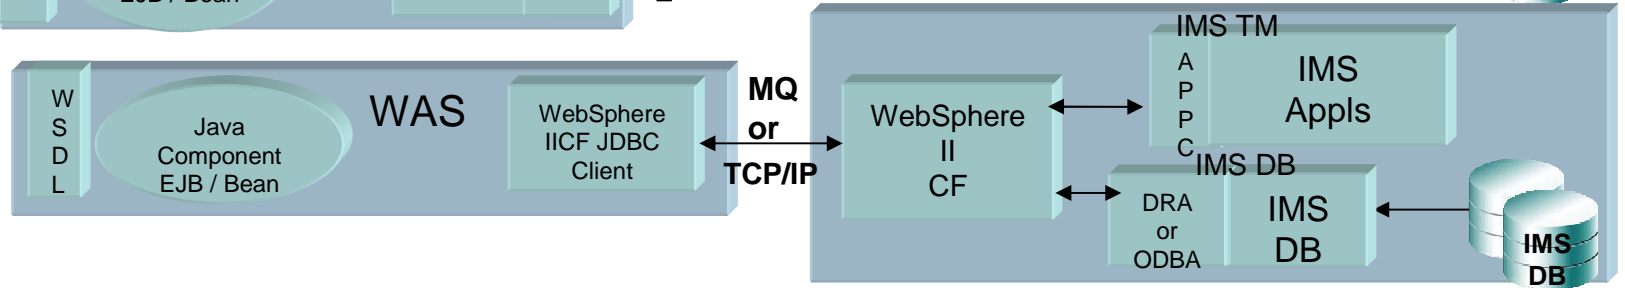 W
S
D
L
Java
Component
EJB / Bean
WAS
WebSphere
IICF JDBC
Client
MQ
or
TCP/IP
WebSphere
II
CF
IMS TM
A
P
P
C
IMS
Appls
IMS DB
DRA
or
ODBA
IMS
DB
IMS
DB